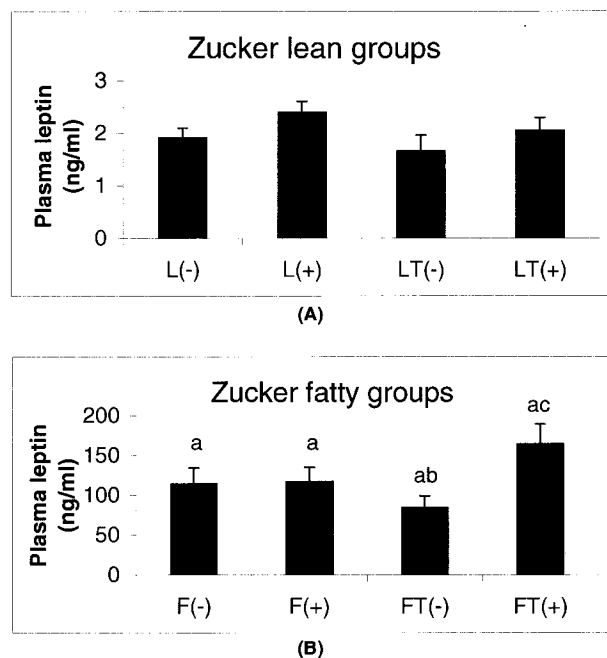 Zucker lean groups
Plasma leptin
(ng/ml)
3
2
1
0
L(-) L(+) LT(-) LT(+)
(A)
Zucker fatty groups
Plasma leptin
(ng/ml)
200
150
100
50
0
a a ab ac
F(-) F(+) FT(-) FT(+)
(B)